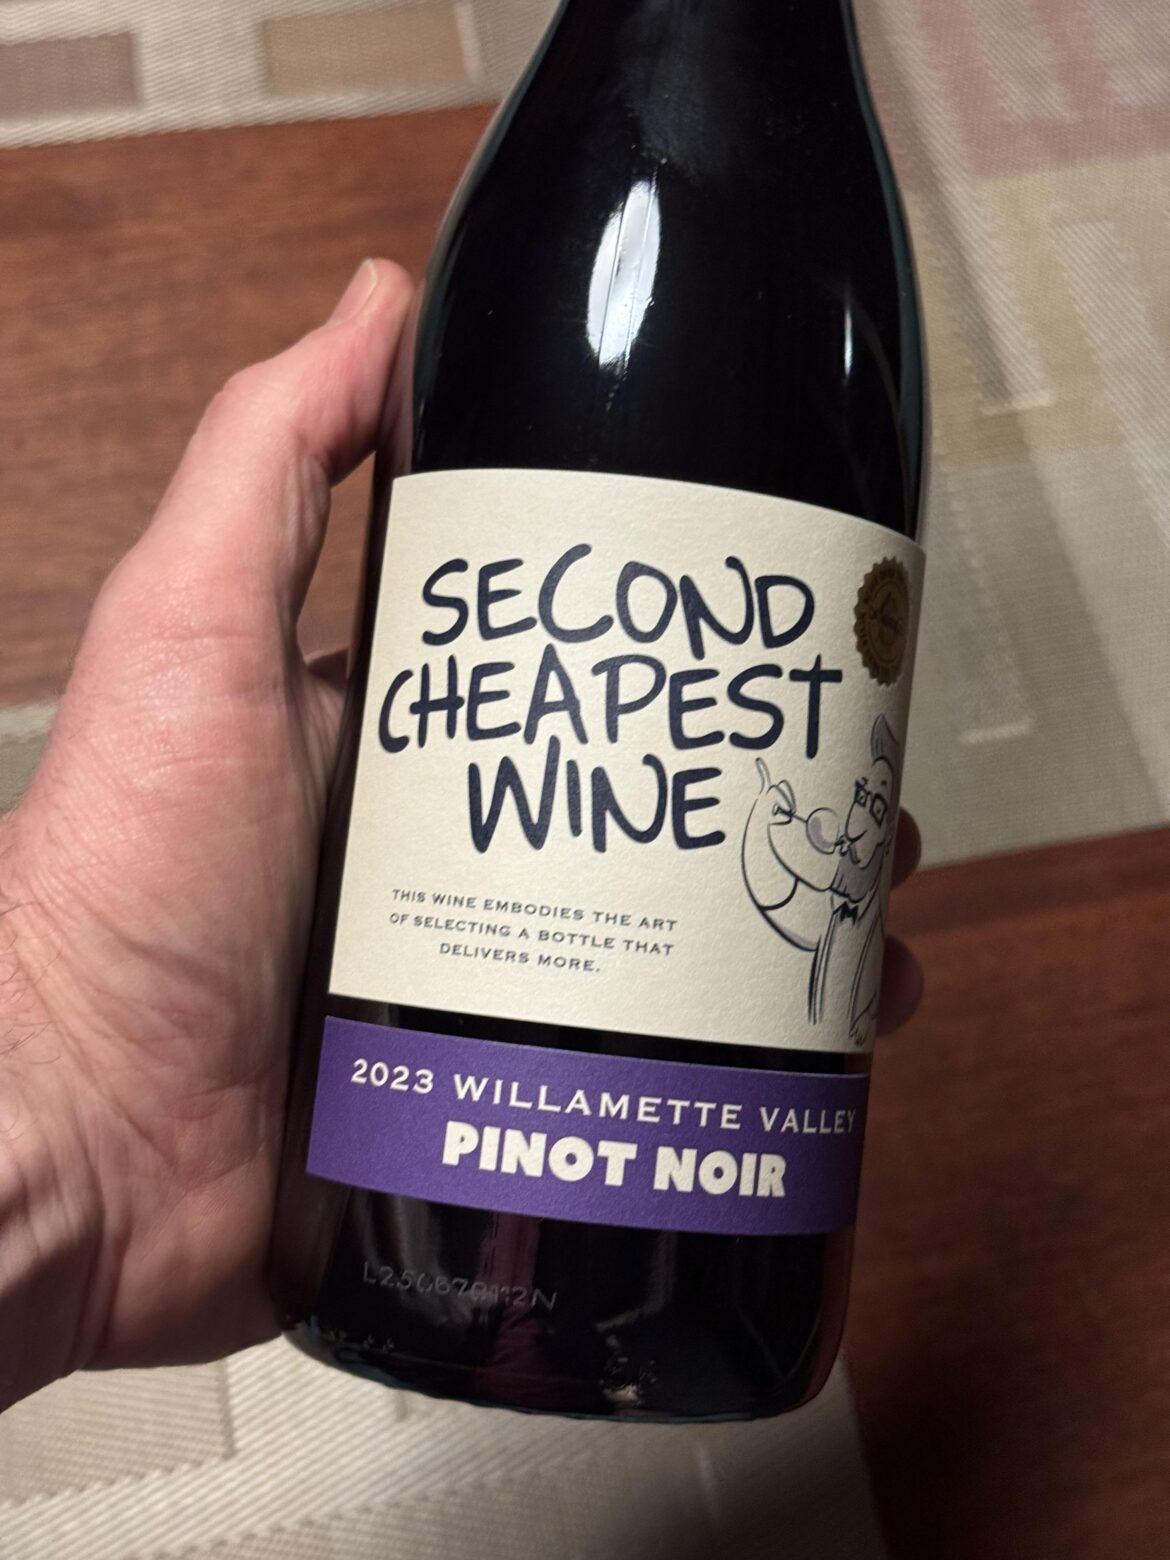 SECOND
CHEAPEST
WINE
THIS WINE EMBODIES THE ART
OF SELECTING A BOTTLE THAT
DELIVERS MORE.
2023 WILLAMETTE VALLEY
PINOT NOIR